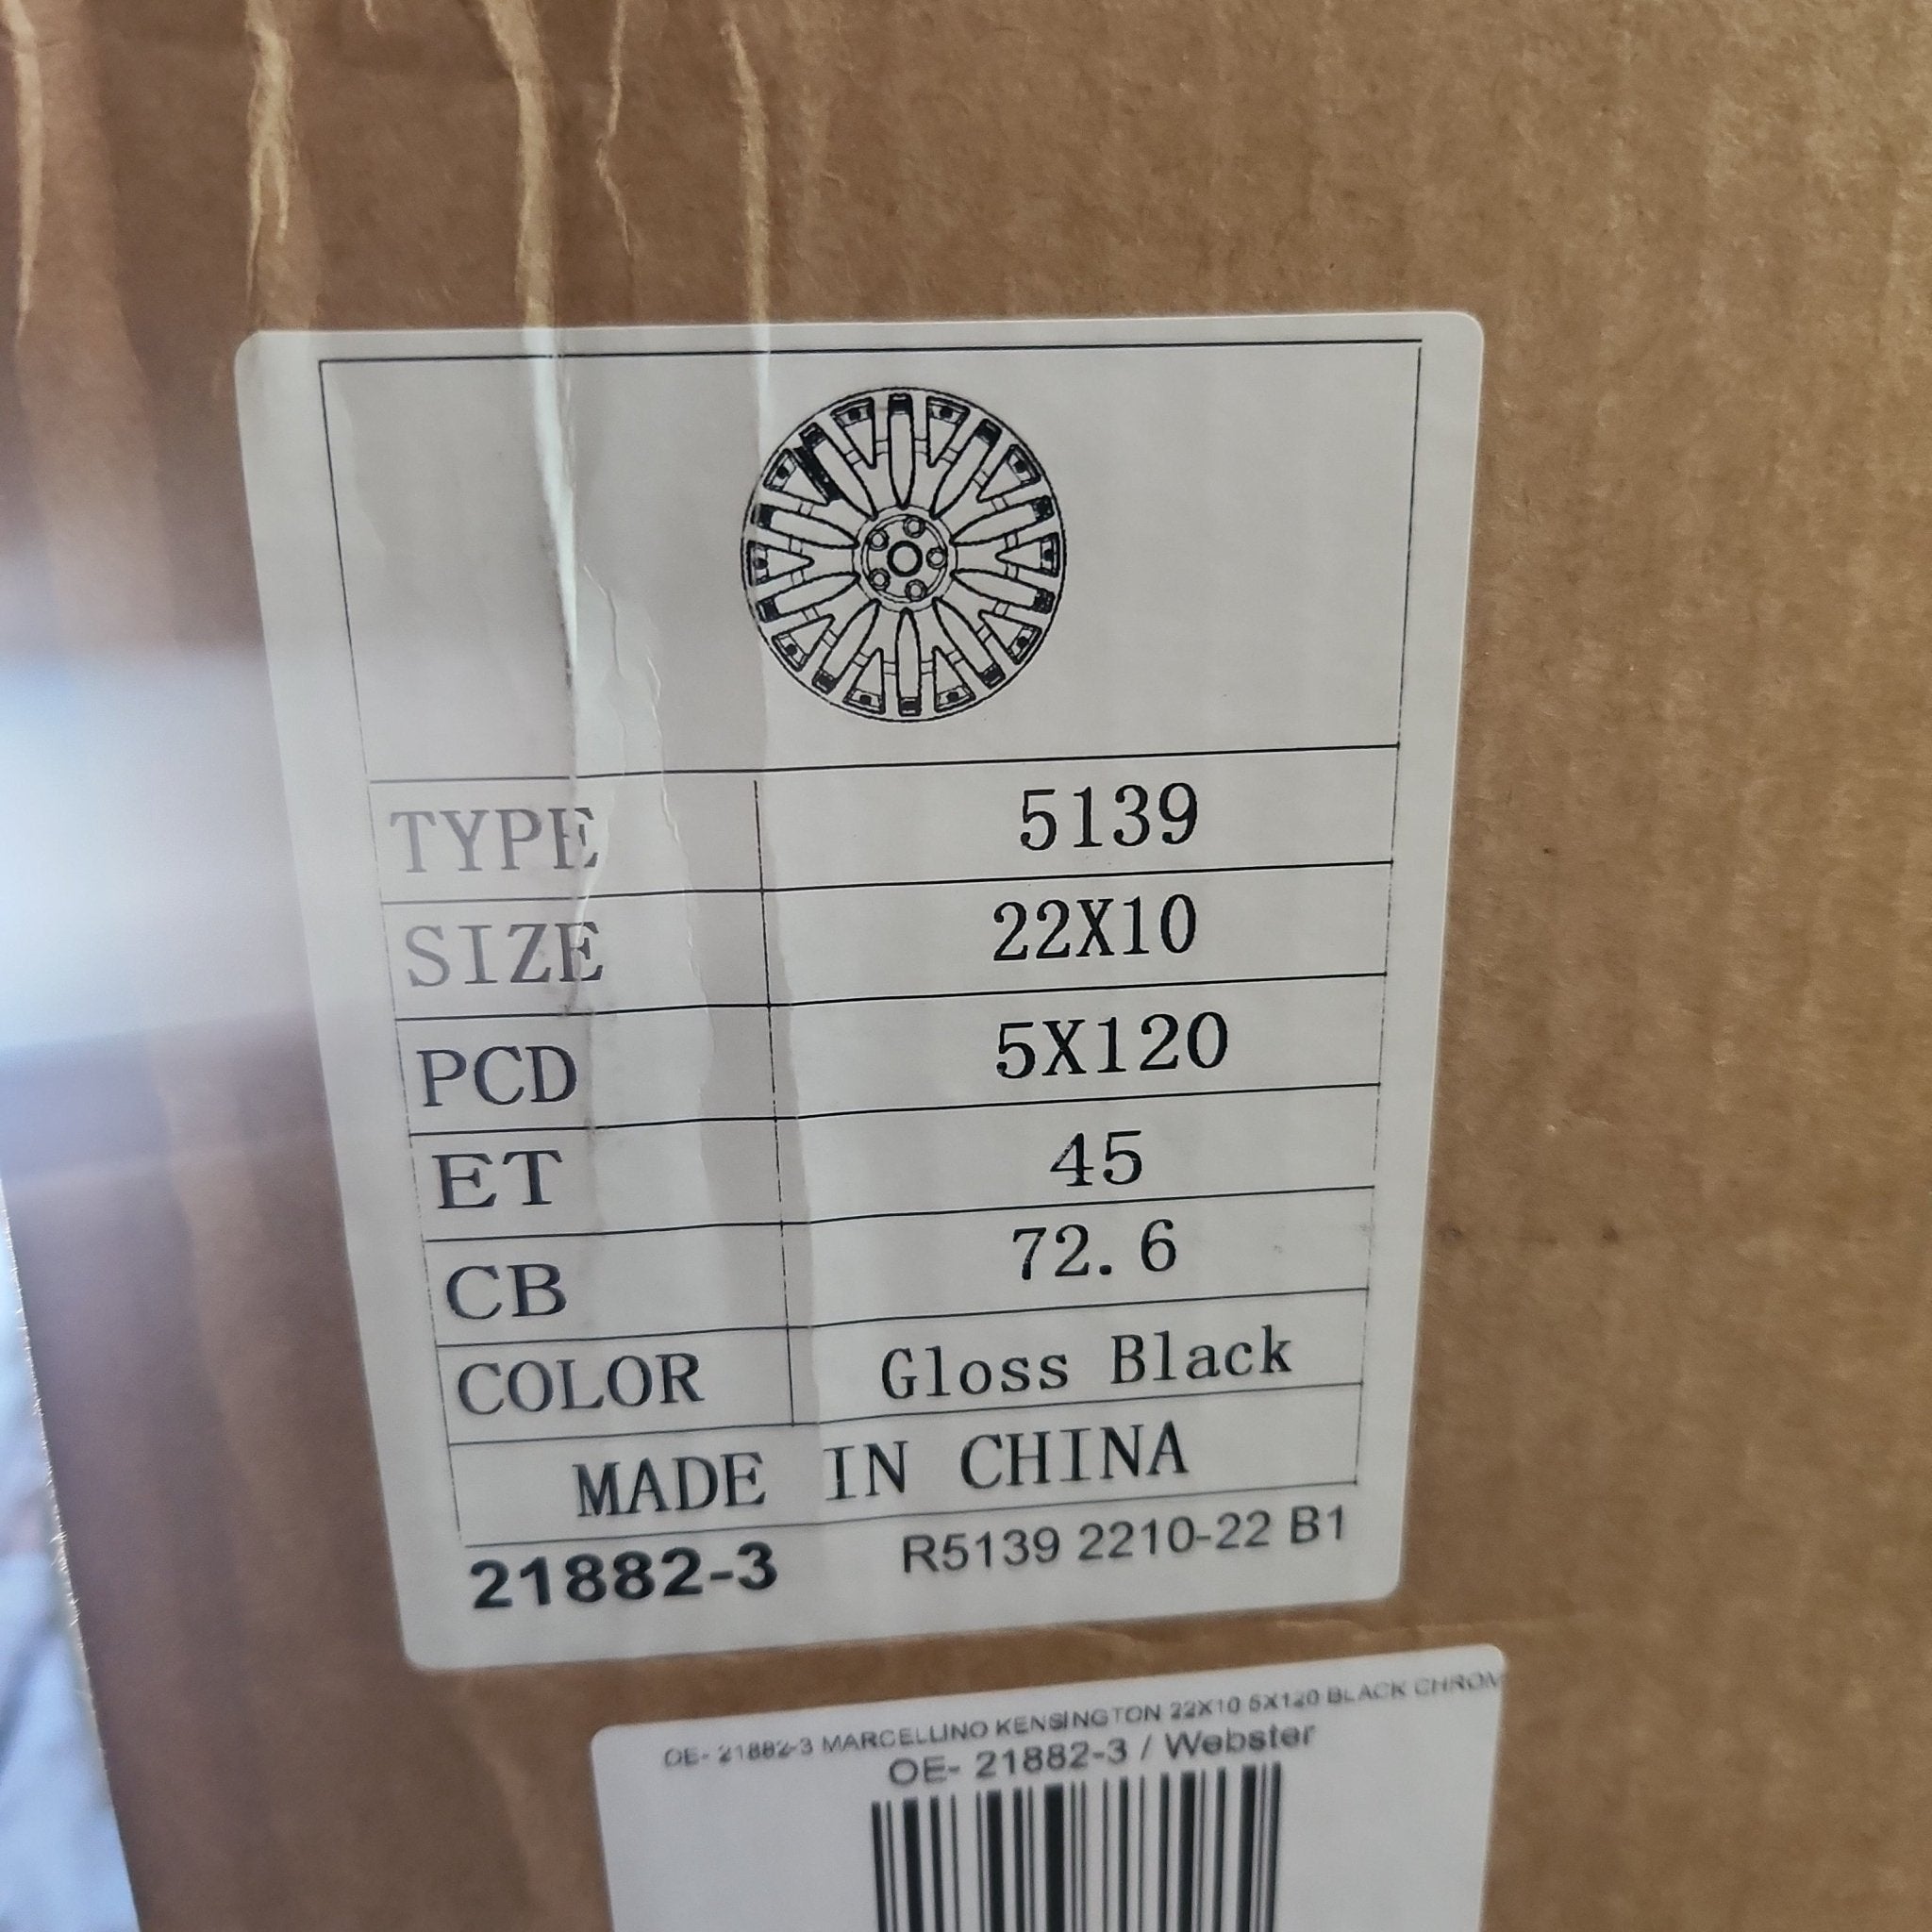 TYPE 5139
SIZE 22X10
PCD 5X120
ET 45
CB 72.6
COLOR Gloss Black
MADE IN CHINA
21882-3 R5139 2210-22 B1
OE- 21882-3 MARCELLINO KENSINGTON 22X10 5X120 BLACK CHROM
OE- 21882-3 / Webster